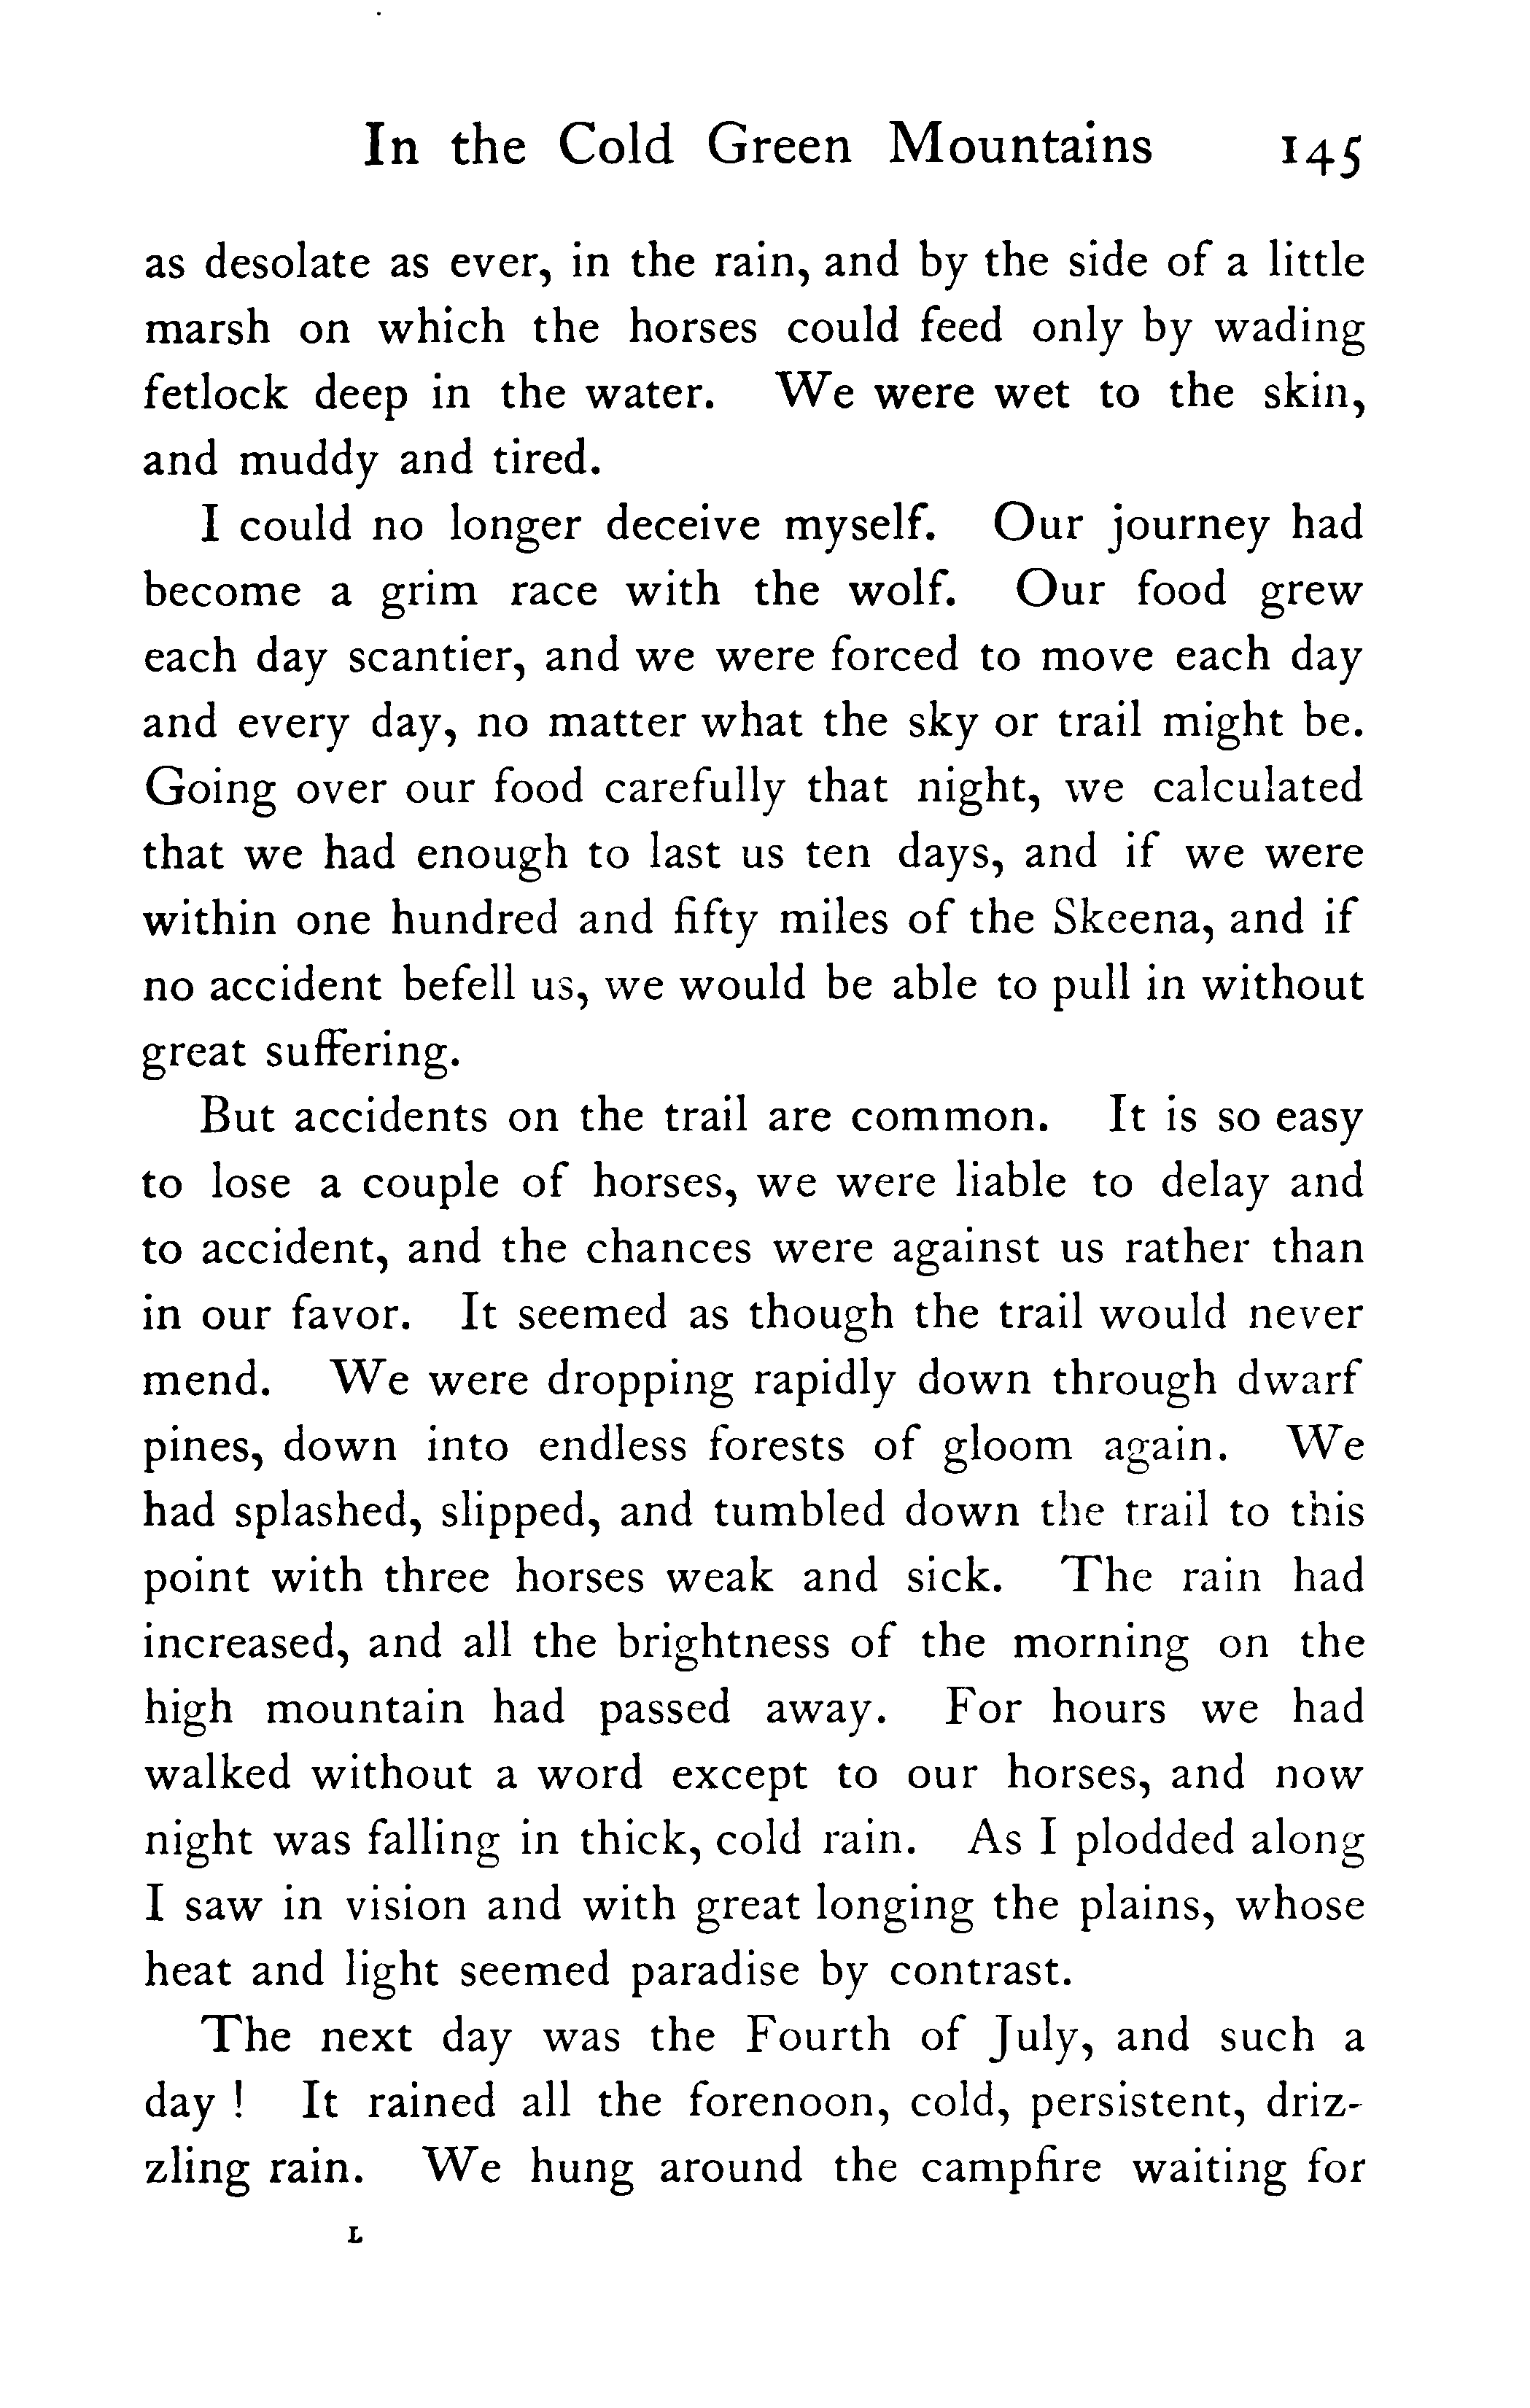 In the Cold Green Mountains 145
as desolate as ever, in the rain, and by the side of a little
marsh on which the horses could feed only by wading
fetlock deep in the water. We were wet to the skin,
and muddy and tired.
I could no longer deceive myself. Our journey had
become a grim race with the wolf. Our food grew
each day scantier, and we were forced to move each day
and every day, no matter what the sky or trail might be.
Going over our food carefully that night, we calculated
that we had enough to last us ten days, and if we were
within one hundred and fifty miles of the Skeena, and if
no accident befell us, we would be able to pull in without
great suffering.
But accidents on the trail are common. It is so easy
to lose a couple of horses, we were liable to delay and
to accident, and the chances were against us rather than
in our favor. It seemed as though the trail would never
mend. We were dropping rapidly down through dwarf
pines, down into endless forests of gloom again. We
had splashed, slipped, and tumbled down the trail to this
point with three horses weak and sick. The rain had
increased, and all the brightness of the morning on the
high mountain had passed away. For hours we had
walked without a word except to our horses, and now
night was falling in thick, cold rain. As I plodded along
I saw in vision and with great longing the plains, whose
heat and light seemed paradise by contrast.
The next day was the Fourth of July, and such a
day ! It rained all the forenoon, cold, persistent, driz-
zling rain. We hung around the campfire waiting for
L